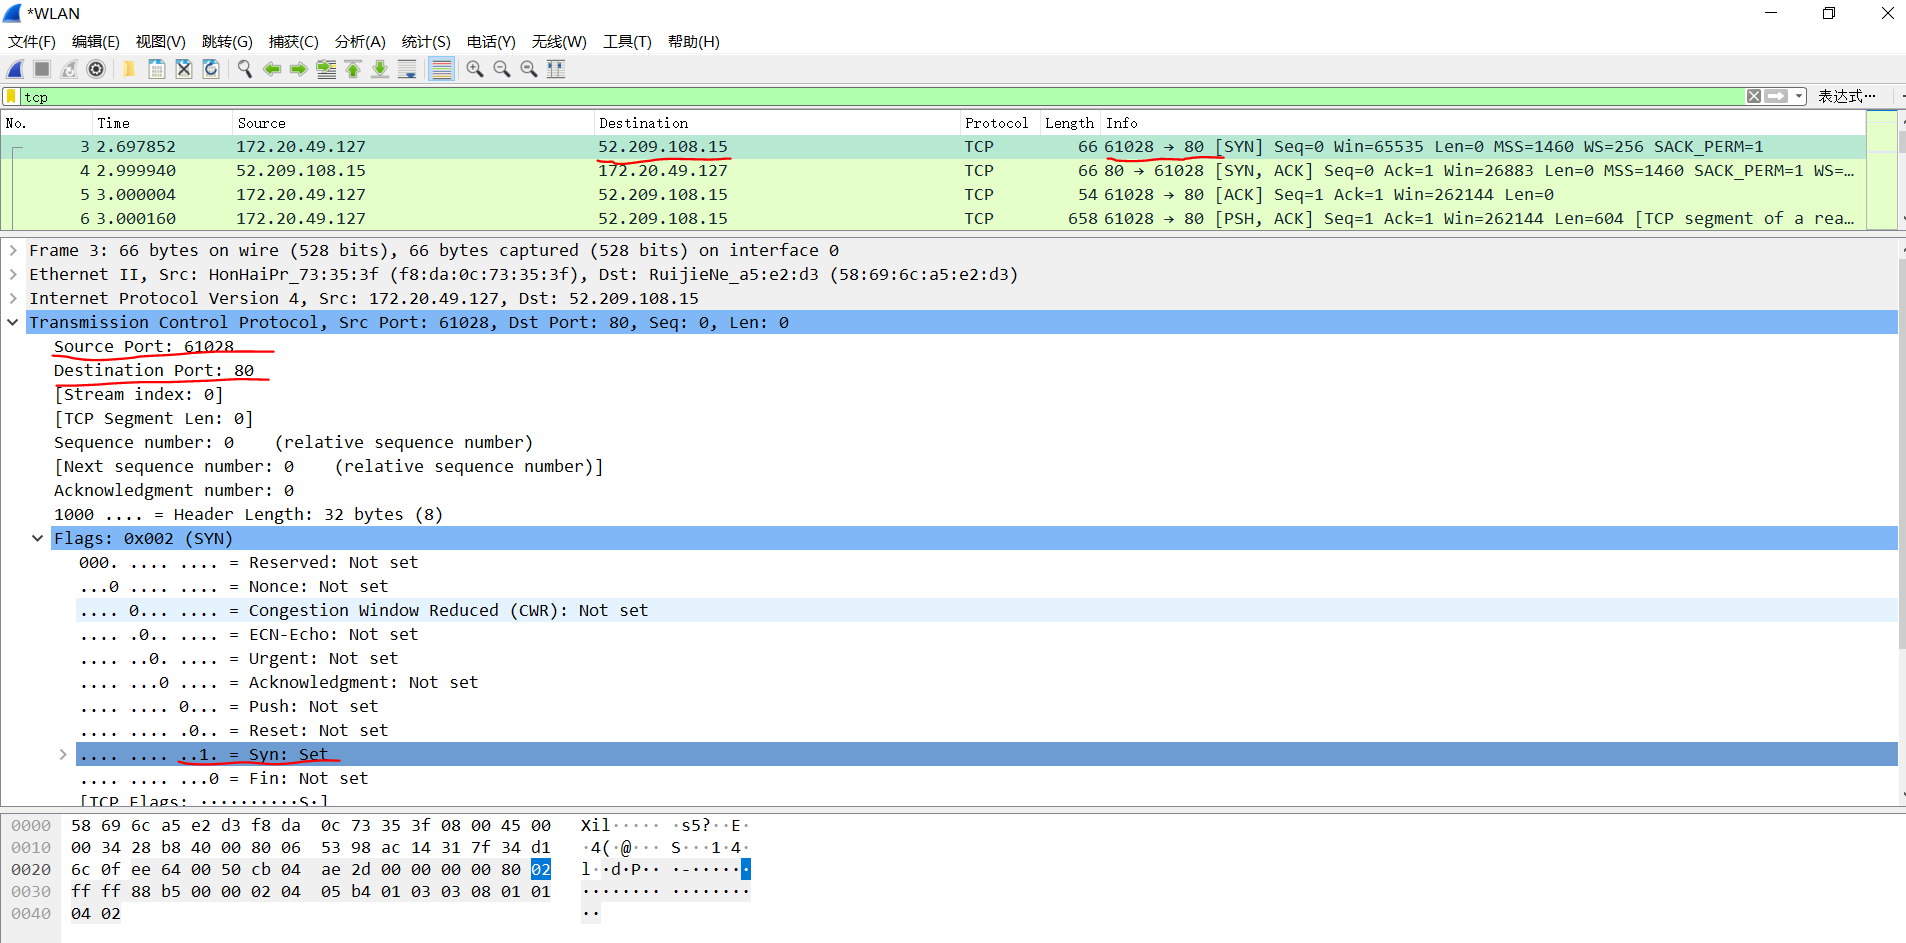 *WLAN
文件(F) 编辑(E) 视图(V) 跳转(G) 捕获(C) 分析(A) 统计(S) 电话(Y) 无线(W) 工具(T) 帮助(H)
tcp 表达式…
No. Time Source Destination Protocol Length Info
3 2.697852 172.20.49.127 52.209.108.15 TCP 66 61028 → 80 [SYN] Seq=0 Win=65535 Len=0 MSS=1460 WS=256 SACK_PERM=1
4 2.999940 52.209.108.15 172.20.49.127 TCP 66 80 → 61028 [SYN, ACK] Seq=0 Ack=1 Win=26883 Len=0 MSS=1460 SACK_PERM=1 WS=…
5 3.000004 172.20.49.127 52.209.108.15 TCP 54 61028 → 80 [ACK] Seq=1 Ack=1 Win=262144 Len=0
6 3.000160 172.20.49.127 52.209.108.15 TCP 658 61028 → 80 [PSH, ACK] Seq=1 Ack=1 Win=262144 Len=604 [TCP segment of a rea…
Frame 3: 66 bytes on wire (528 bits), 66 bytes captured (528 bits) on interface 0
Ethernet II, Src: HonHaiPr_73:35:3f (f8:da:0c:73:35:3f), Dst: RuijieNe_a5:e2:d3 (58:69:6c:a5:e2:d3)
Internet Protocol Version 4, Src: 172.20.49.127, Dst: 52.209.108.15
Transmission Control Protocol, Src Port: 61028, Dst Port: 80, Seq: 0, Len: 0
Source Port: 61028
Destination Port: 80
[Stream index: 0]
[TCP Segment Len: 0]
Sequence number: 0 (relative sequence number)
[Next sequence number: 0 (relative sequence number)]
Acknowledgment number: 0
1000 .... = Header Length: 32 bytes (8)
Flags: 0x002 (SYN)
000. .... .... = Reserved: Not set
...0 .... .... = Nonce: Not set
.... 0... .... = Congestion Window Reduced (CWR): Not set
.... .0.. .... = ECN-Echo: Not set
.... ..0. .... = Urgent: Not set
.... ...0 .... = Acknowledgment: Not set
.... .... 0... = Push: Not set
.... .... .0.. = Reset: Not set
.... .... ..1. = Syn: Set
.... .... ...0 = Fin: Not set
[TCP Flags: ··········S·]
0000 58 69 6c a5 e2 d3 f8 da 0c 73 35 3f 08 00 45 00 Xil····· ·s5?··E·
0010 00 34 28 b8 40 00 80 06 53 98 ac 14 31 7f 34 d1 ·4(·@··· S···1·4·
0020 6c 0f ee 64 00 50 cb 04 ae 2d 00 00 00 00 80 02 l··d·P·· ·-······
0030 ff ff 88 b5 00 00 02 04 05 b4 01 03 03 08 01 01 ········ ········
0040 04 02 ··